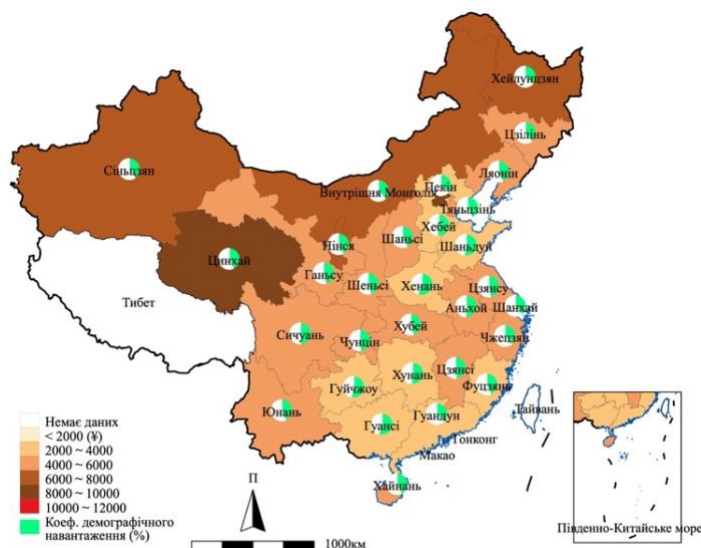 Хейлунцзян
Цзілінь
Ляонін
Сіньцзян
Внутрішня Монголія
Пекін
Тяньцзінь
Хебей
Нінся
Шаньсі
Шаньдун
Цинхай
Ганьсу
Шеньсі
Хенань
Цзянсу
Тибет
Аньхой
Шанхай
Сичуань
Чунцін
Хубей
Чжецзян
Цзянсі
Хунань
Гуйчжоу
Фуцзянь
Юнань
Гуансі
Гуандун
Тайвань
Гонконг
Макао
Хайнань
Немає даних
< 2000 (¥)
2000 ~ 4000
4000 ~ 6000
6000 ~ 8000
8000 ~ 10000
10000 ~ 12000
Коеф. демографічного
навантаження (%)
П
1000км
Південно-Китайське море